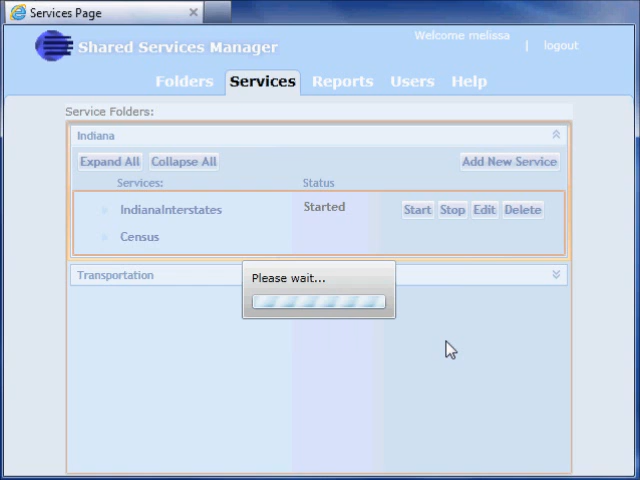 Services Page
Welcome melissa
Shared Services Manager | logout
Folders Services Reports Users Help
Service Folders:
Indiana
Expand All Collapse All Add New Service
Services: Status
IndianaInterstates Started Start Stop Edit Delete
Census
Transportation
Please wait...